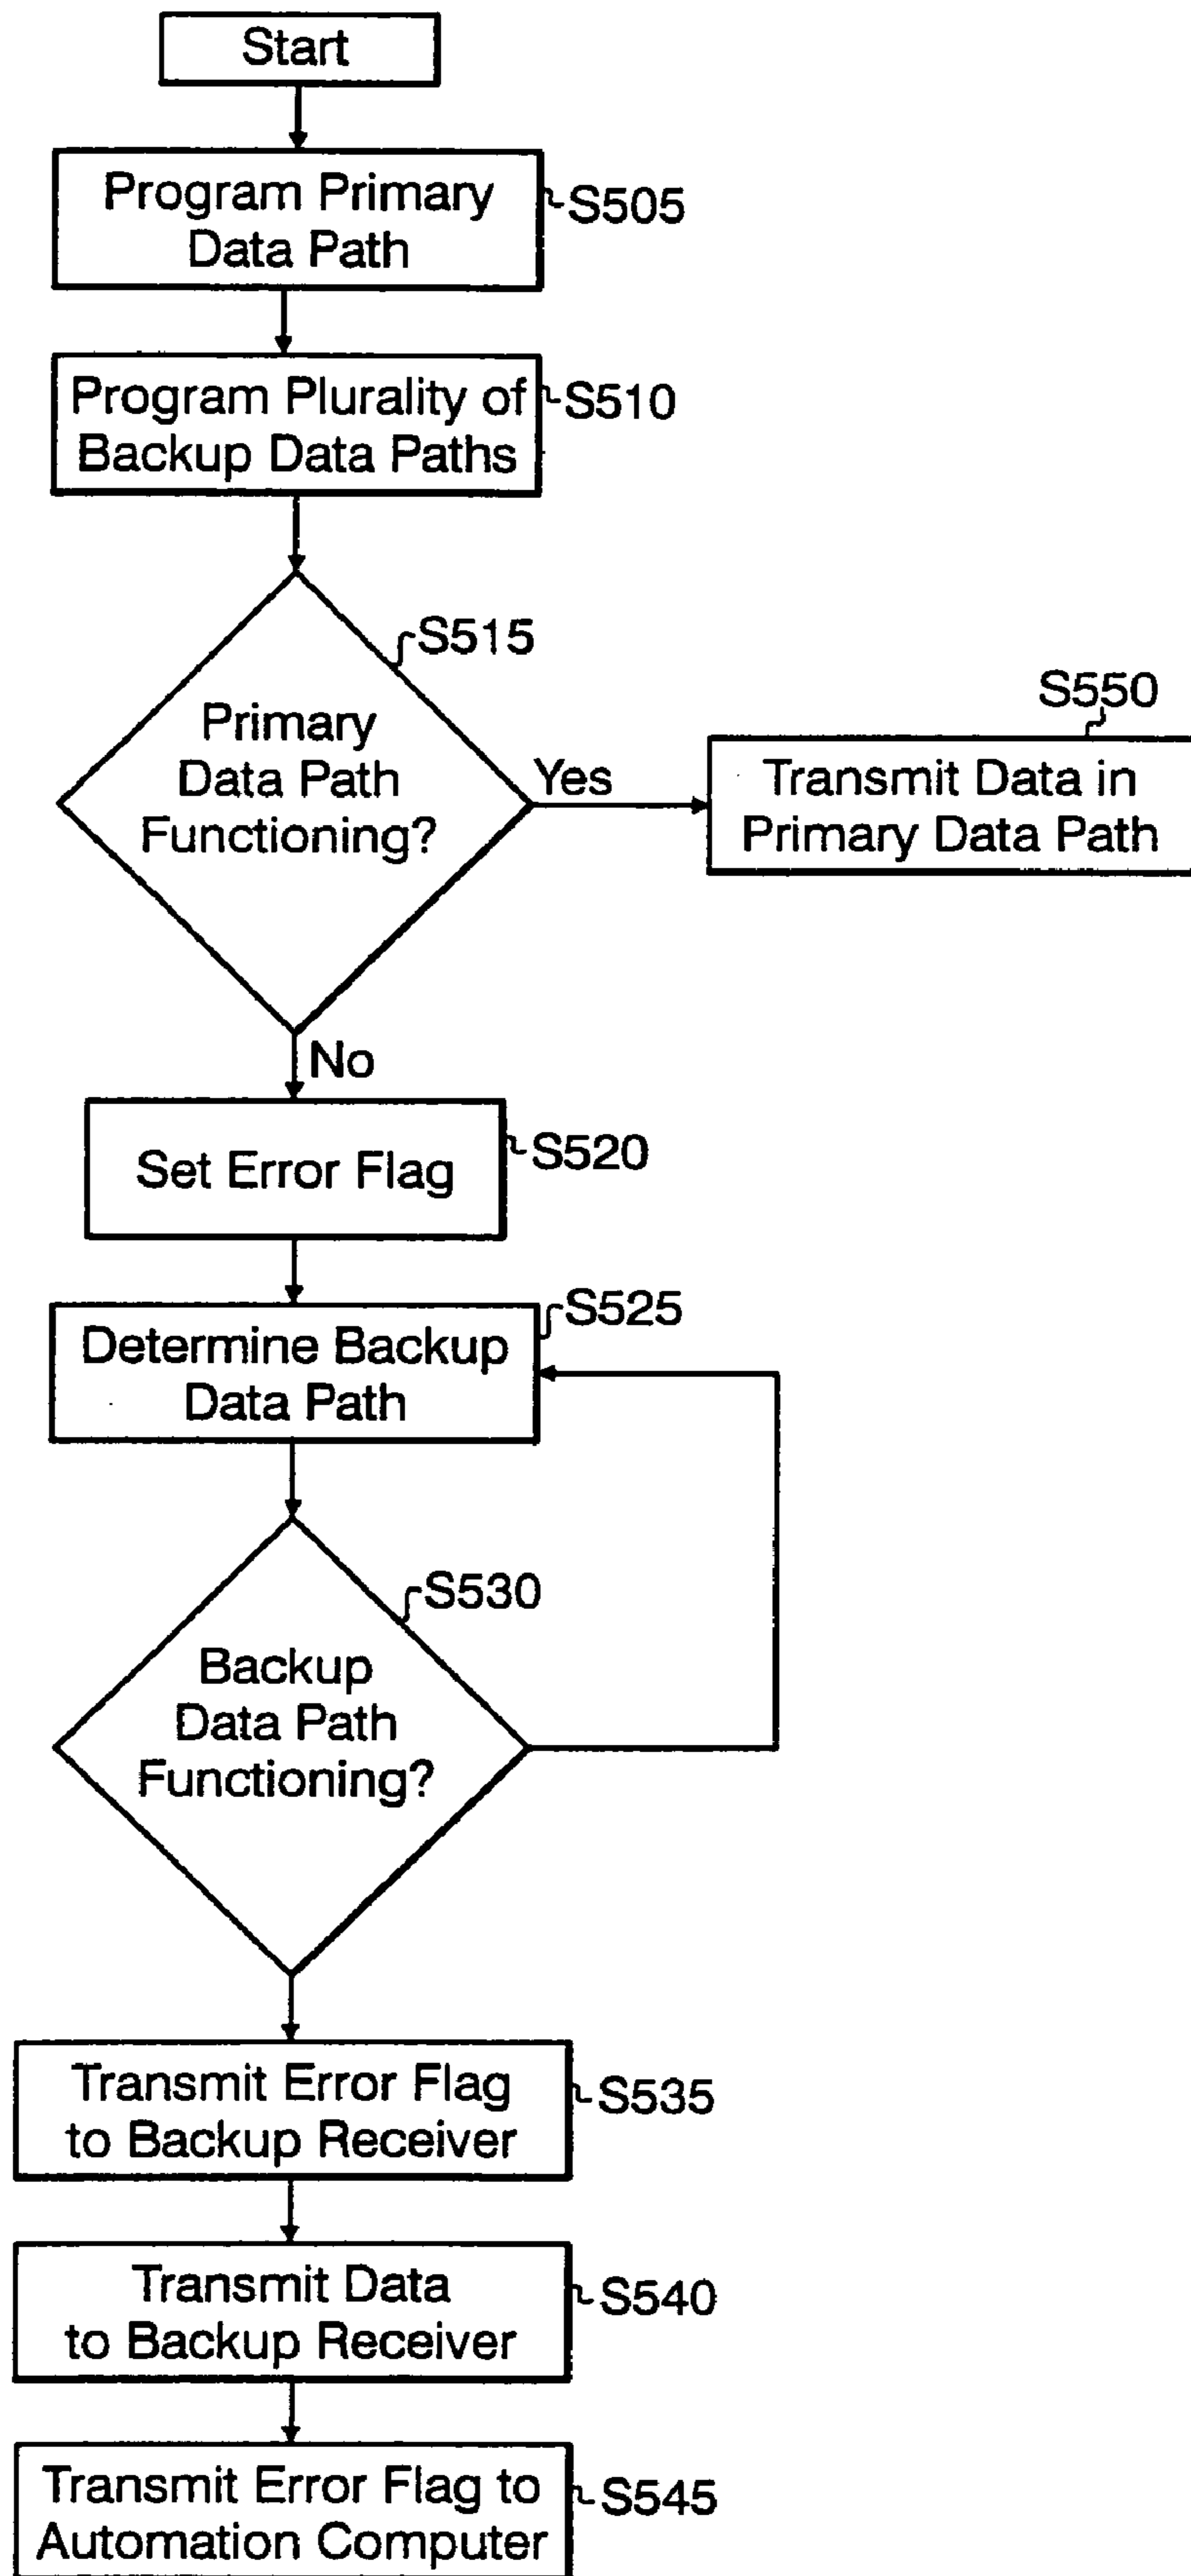 Start
Program Primary
Data Path
S505
Program Plurality of
Backup Data Paths
S510
S515
Primary
Data Path
Functioning?
Yes
S550
Transmit Data in
Primary Data Path
No
Set Error Flag
S520
Determine Backup
Data Path
S525
S530
Backup
Data Path
Functioning?
Transmit Error Flag
to Backup Receiver
S535
Transmit Data
to Backup Receiver
S540
Transmit Error Flag to
Automation Computer
S545